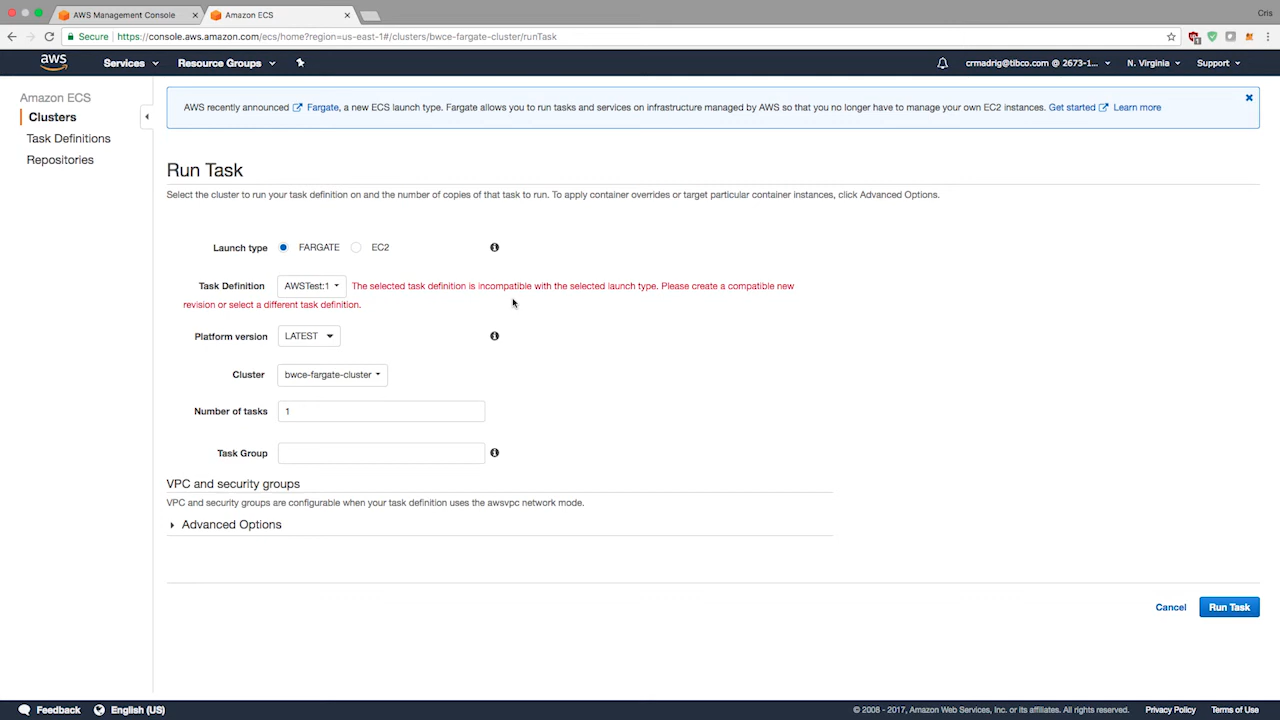 AWS Management Console
Amazon ECS
Cris
Secure
https://console.aws.amazon.com/ecs/home?region=us-east-1#/clusters/bwce-fargate-cluster/runTask
aws
Services
Resource Groups
crmadrig@tibco.com @ 2673-1...
N. Virginia
Support
Amazon ECS
Clusters
Task Definitions
Repositories
AWS recently announced Fargate, a new ECS launch type. Fargate allows you to run tasks and services on infrastructure managed by AWS so that you no longer have to manage your own EC2 instances. Get started Learn more
Run Task
Select the cluster to run your task definition on and the number of copies of that task to run. To apply container overrides or target particular container instances, click Advanced Options.
Launch type FARGATE EC2
Task Definition AWSTest:1 The selected task definition is incompatible with the selected launch type. Please create a compatible new
revision or select a different task definition.
Platform version LATEST
Cluster bwce-fargate-cluster
Number of tasks 1
Task Group
VPC and security groups
VPC and security groups are configurable when your task definition uses the awsvpc network mode.
Advanced Options
Cancel Run Task
Feedback English (US)
© 2008 - 2017, Amazon Web Services, Inc. or its affiliates. All rights reserved. Privacy Policy Terms of Use